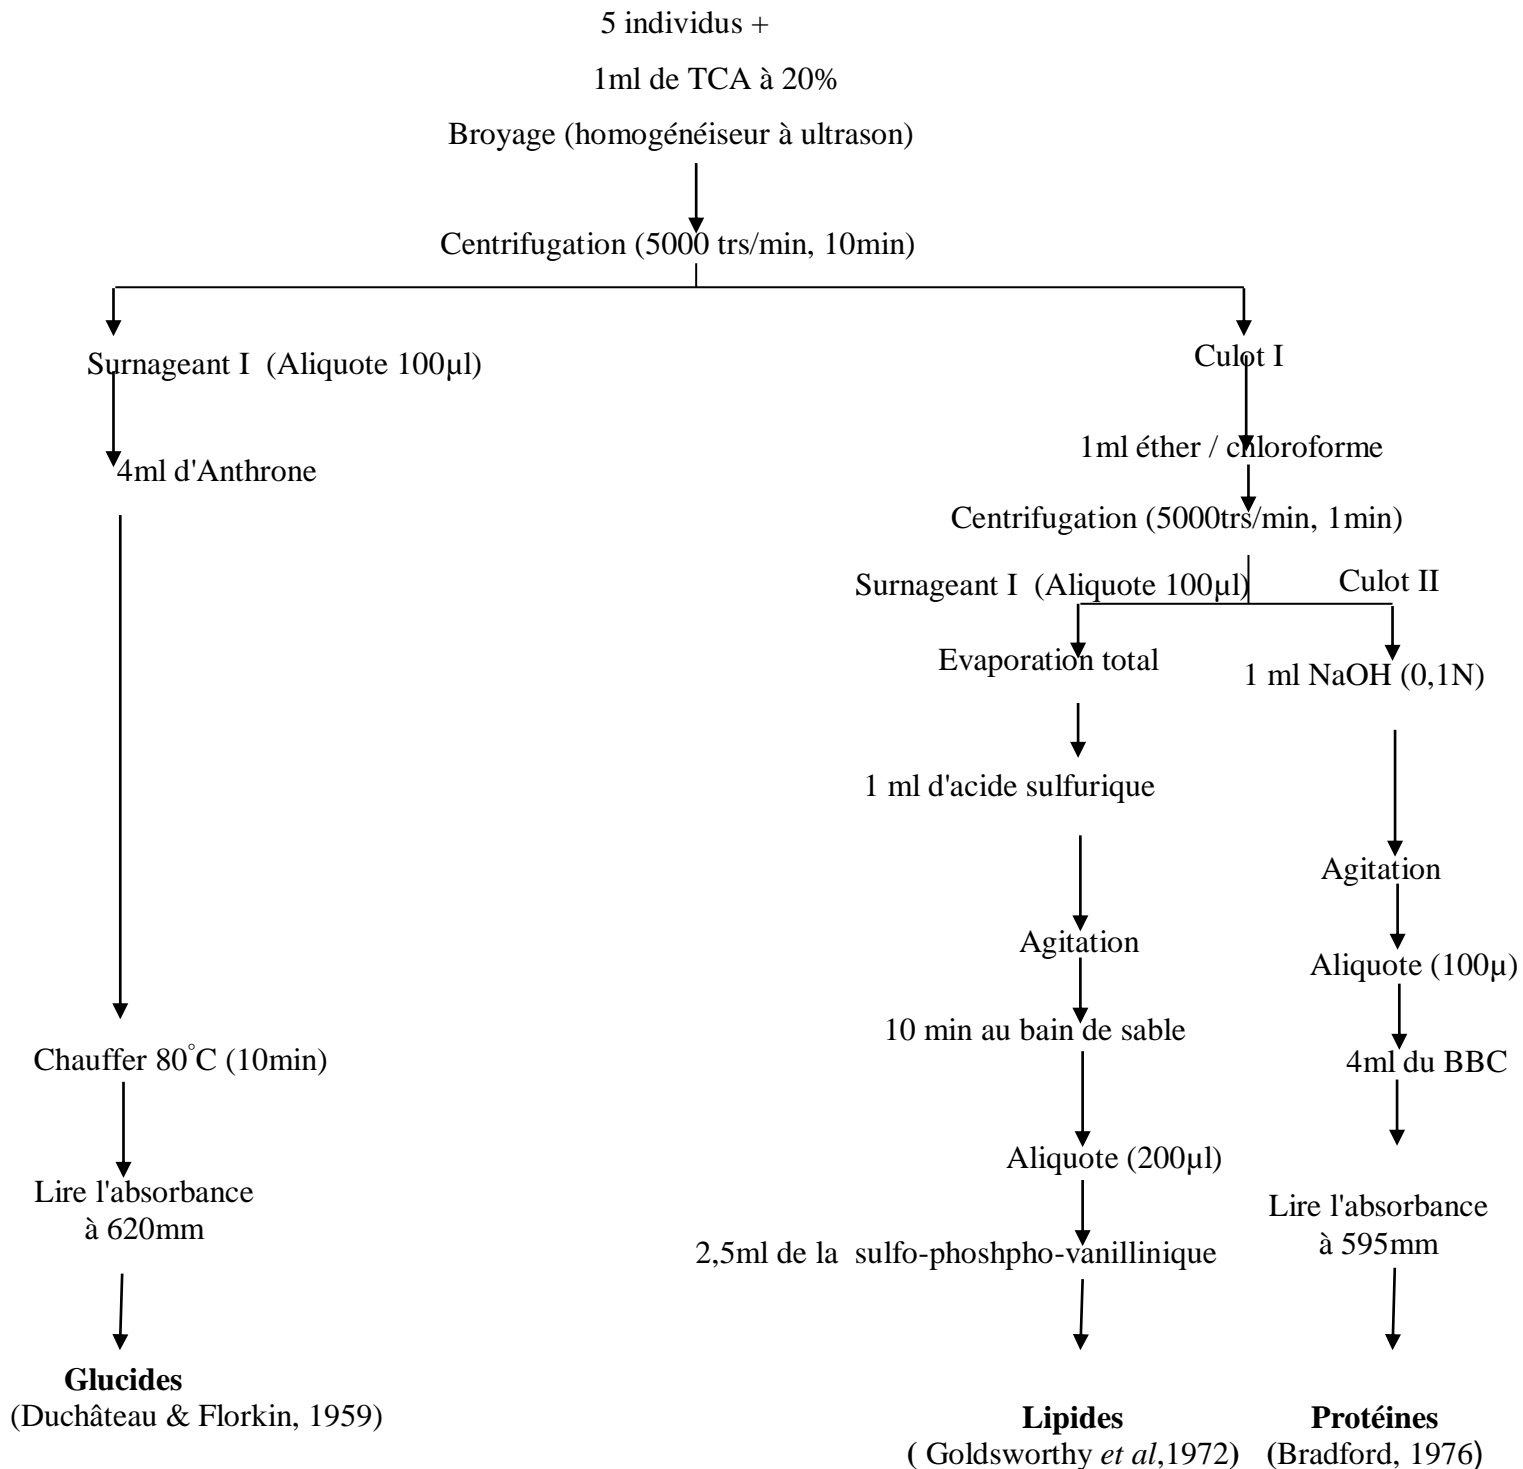 5 individus +
1ml de TCA à 20%
Broyage (homogénéiseur à ultrason)
Centrifugation (5000 trs/min, 10min)
Surnageant I (Aliquote 100µl)
4ml d'Anthrone
Chauffer 80°C (10min)
Lire l'absorbance
à 620mm
Glucides
(Duchâteau & Florkin, 1959)
Culot I
1ml éther / chloroforme
Centrifugation (5000trs/min, 1min)
Surnageant I (Aliquote 100µl)
Evaporation total
1 ml d'acide sulfurique
Agitation
10 min au bain de sable
Aliquote (200µl)
2,5ml de la sulfo-phoshpho-vanillinique
Lipides
( Goldsworthy et al,1972)
Culot II
1 ml NaOH (0,1N)
Agitation
Aliquote (100µ)
4ml du BBC
Lire l'absorbance
à 595mm
Protéines
(Bradford, 1976)